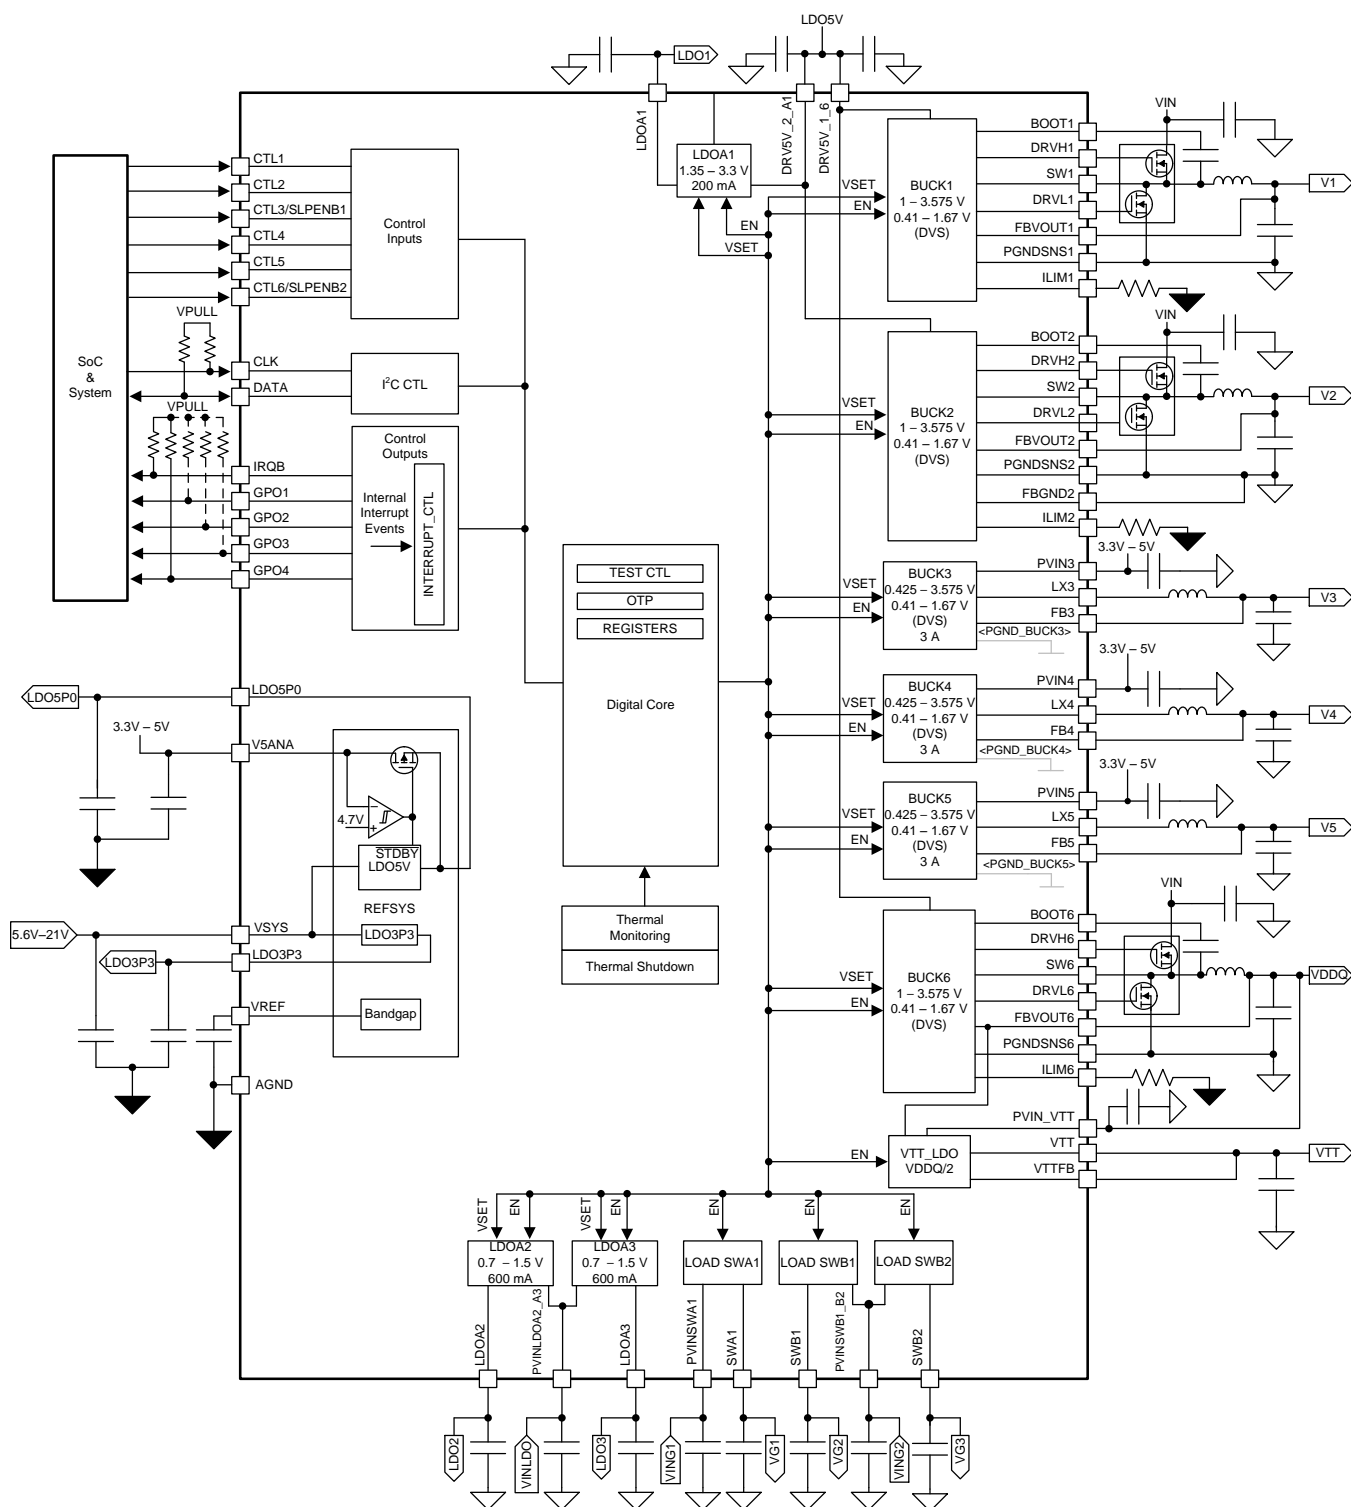 LDO5V
LDO1
LDOA1
DRV5V_2_A1
DRV5V_1_6
LDOA1
1.35 – 3.3 V
200 mA
EN
VSET
SoC
&
System
CTL1
CTL2
CTL3/SLPENB1
CTL4
CTL5
CTL6/SLPENB2
Control
Inputs
VPULL
CLK
DATA
I2C CTL
VPULL
IRQB
GPO1
GPO2
GPO3
GPO4
Control
Outputs
Internal
Interrupt
Events
INTERRUPT_CTL
TEST CTL
OTP
REGISTERS
Digital Core
Thermal
Monitoring
Thermal Shutdown
LDO5P0
LDO5P0
3.3V – 5V
V5ANA
4.7V
STDBY
LDO5V
REFSYS
LDO3P3
5.6V–21V
VSYS
LDO3P3
LDO3P3
VREF
Bandgap
AGND
VSET
EN
BUCK1
1 – 3.575 V
0.41 – 1.67 V
(DVS)
BOOT1
DRVH1
SW1
DRVL1
FBVOUT1
PGNDSNS1
ILIM1
VIN
V1
VSET
EN
BUCK2
1 – 3.575 V
0.41 – 1.67 V
(DVS)
BOOT2
DRVH2
SW2
DRVL2
FBVOUT2
PGNDSNS2
FBGND2
ILIM2
VIN
V2
VSET
EN
BUCK3
0.425 – 3.575 V
0.41 – 1.67 V
(DVS)
3 A
PVIN3
LX3
FB3
<PGND_BUCK3>
3.3V – 5V
V3
VSET
EN
BUCK4
0.425 – 3.575 V
0.41 – 1.67 V
(DVS)
3 A
PVIN4
LX4
FB4
<PGND_BUCK4>
3.3V – 5V
V4
VSET
EN
BUCK5
0.425 – 3.575 V
0.41 – 1.67 V
(DVS)
3 A
PVIN5
LX5
FB5
<PGND_BUCK5>
3.3V – 5V
V5
VSET
EN
BUCK6
1 – 3.575 V
0.41 – 1.67 V
(DVS)
BOOT6
DRVH6
SW6
DRVL6
FBVOUT6
PGNDSNS6
ILIM6
VIN
VDDQ
EN
VTT_LDO
VDDQ/2
PVIN_VTT
VTT
VTTFB
VTT
VSET
EN
VSET
EN
EN
EN
EN
LDOA2
0.7 – 1.5 V
600 mA
LDOA3
0.7 – 1.5 V
600 mA
LOAD SWA1
LOAD SWB1
LOAD SWB2
LDOA2
PVINLDOA2_A3
LDOA3
PVINSWA1
SWA1
SWB1
PVINSWB1_B2
SWB2
LDO2
VINLDO
LDO3
VING1
VG1
VG2
VING2
VG3